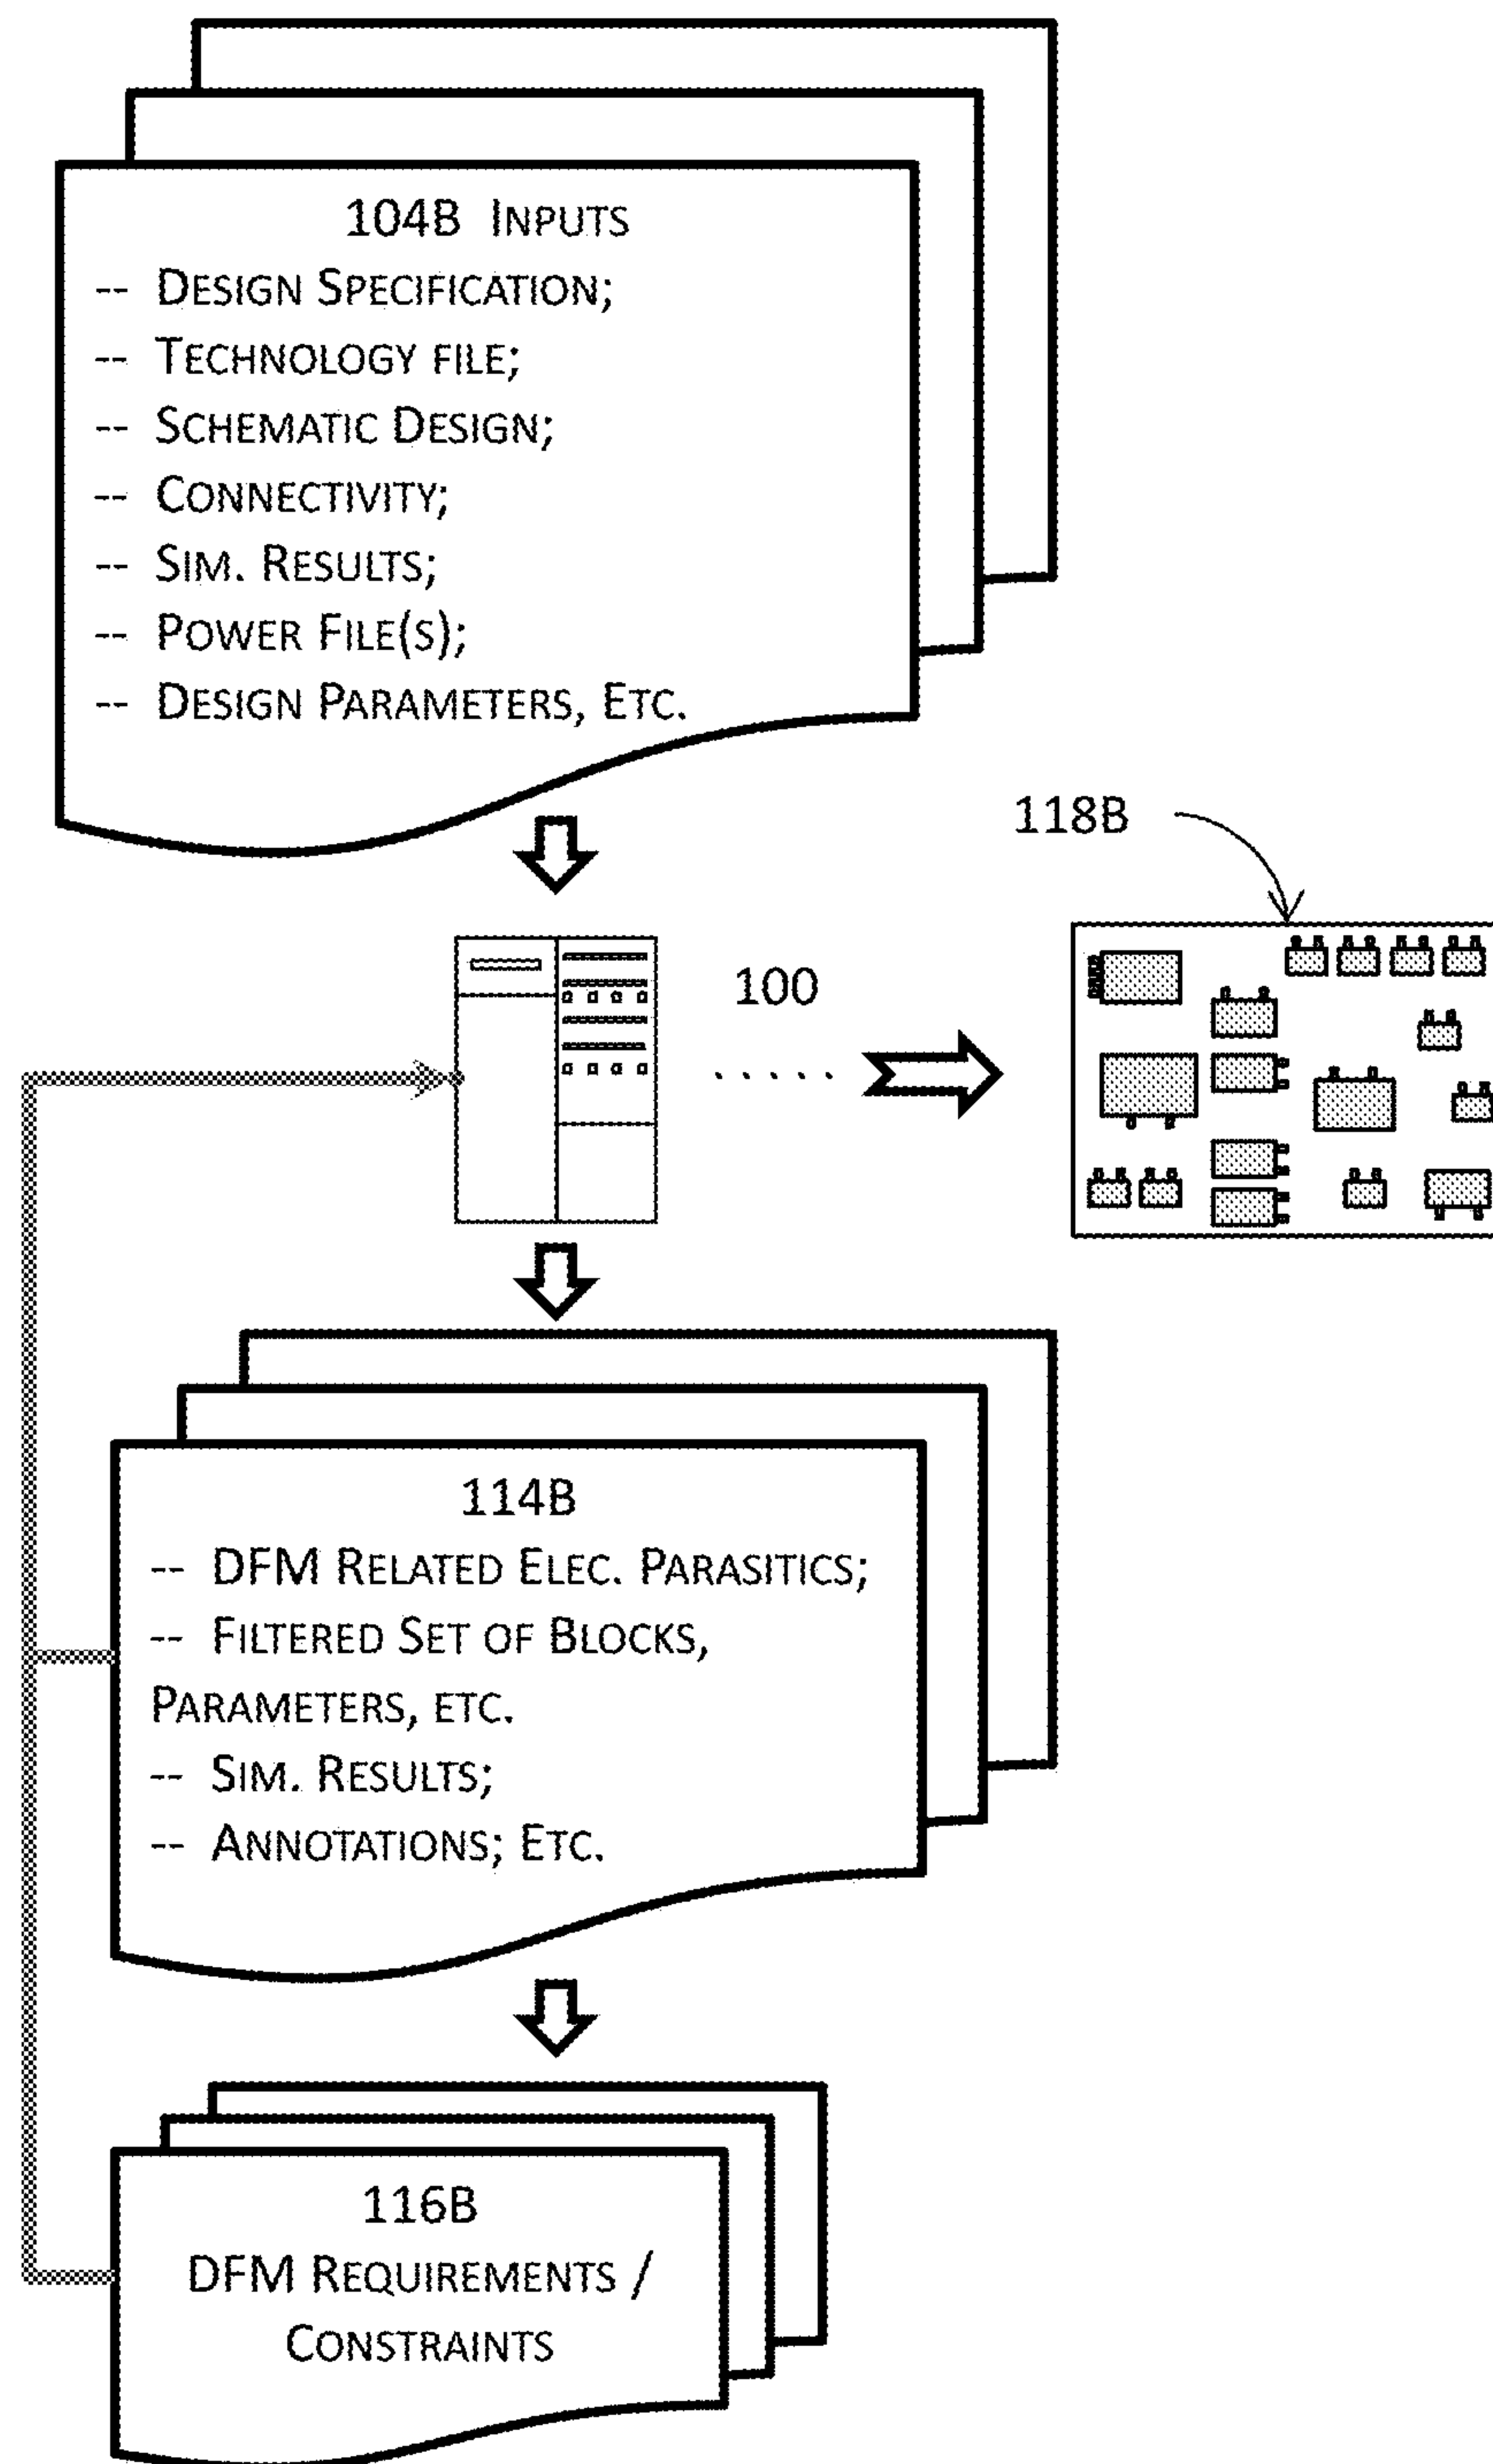 104B INPUTS
-- DESIGN SPECIFICATION;
-- TECHNOLOGY FILE;
-- SCHEMATIC DESIGN;
-- CONNECTIVITY;
-- SIM. RESULTS;
-- POWER FILE(S);
-- DESIGN PARAMETERS, ETC.
118B
100
. . . . .
114B
-- DFM RELATED ELEC. PARASITICS;
-- FILTERED SET OF BLOCKS,
PARAMETERS, ETC.
-- SIM. RESULTS;
-- ANNOTATIONS; ETC.
116B
DFM REQUIREMENTS /
CONSTRAINTS